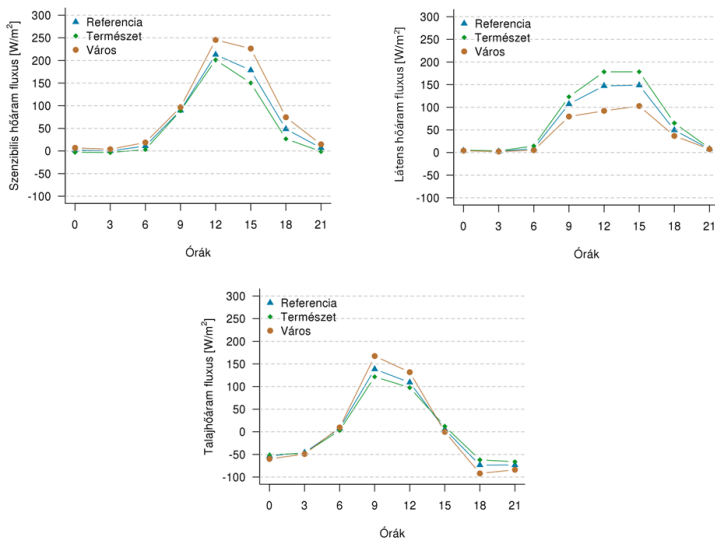 Szenzibilis hőáram fluxus [W/m²]
300
250
200
150
100
50
0
-50
-100
Referencia
Természet
Város
0 3 6 9 12 15 18 21
Órák
Látens hőáram fluxus [W/m²]
300
250
200
150
100
50
0
-50
-100
Referencia
Természet
Város
0 3 6 9 12 15 18 21
Órák
Talajhőáram fluxus [W/m²]
300
250
200
150
100
50
0
-50
-100
Referencia
Természet
Város
0 3 6 9 12 15 18 21
Órák